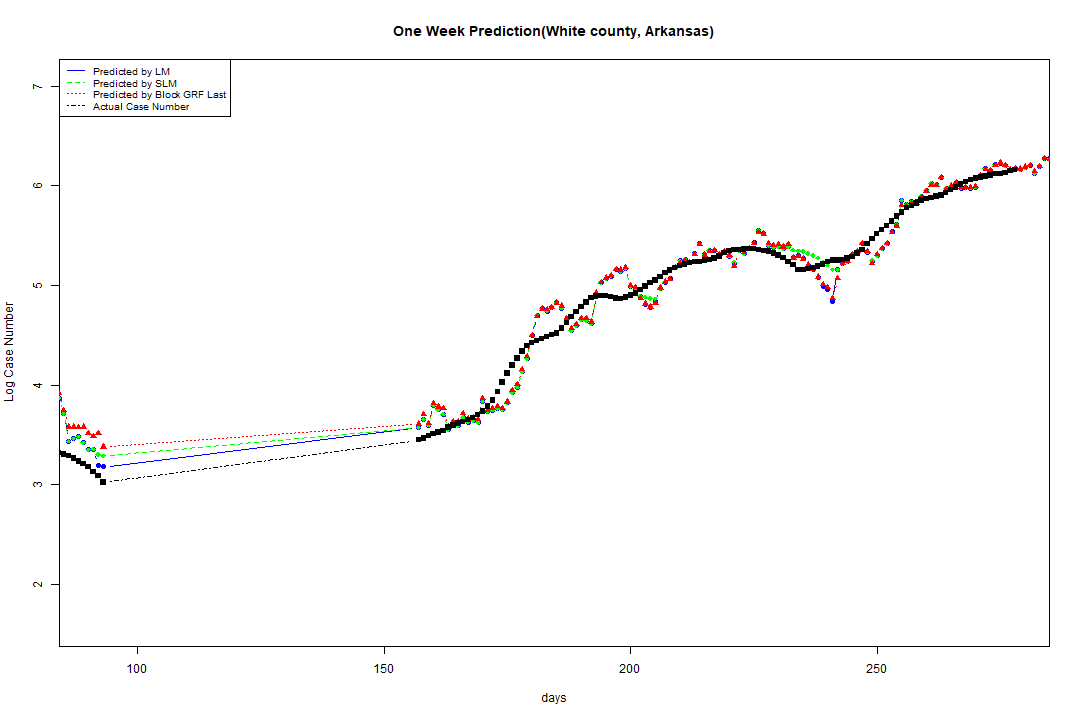 One Week Prediction(White county, Arkansas)
Predicted by LM
Predicted by SLM
Predicted by Block GRF Last
Actual Case Number
7
6
5
4
3
2
Log Case Number
100 150 200 250
days